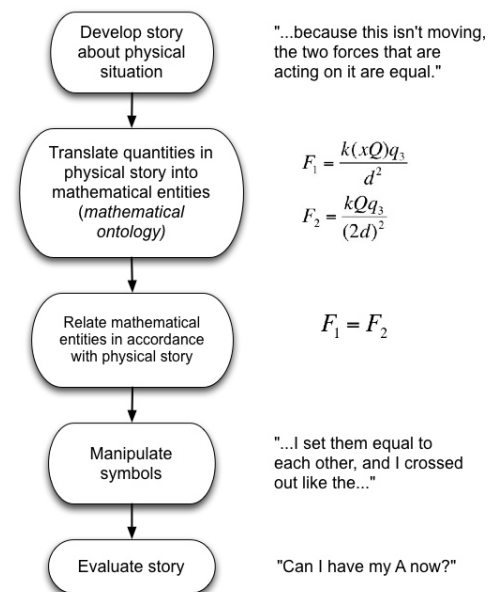 Develop story
about physical
situation
"...because this isn't moving,
the two forces that are
acting on it are equal."
Translate quantities in
physical story into
mathematical entities
(mathematical
ontology)
F₁ = k(xQ)q₃ / d²
F₂ = kQq₃ / (2d)²
Relate mathematical
entities in accordance
with physical story
F₁ = F₂
Manipulate
symbols
"...I set them equal to
each other, and I crossed
out like the..."
Evaluate story
"Can I have my A now?"